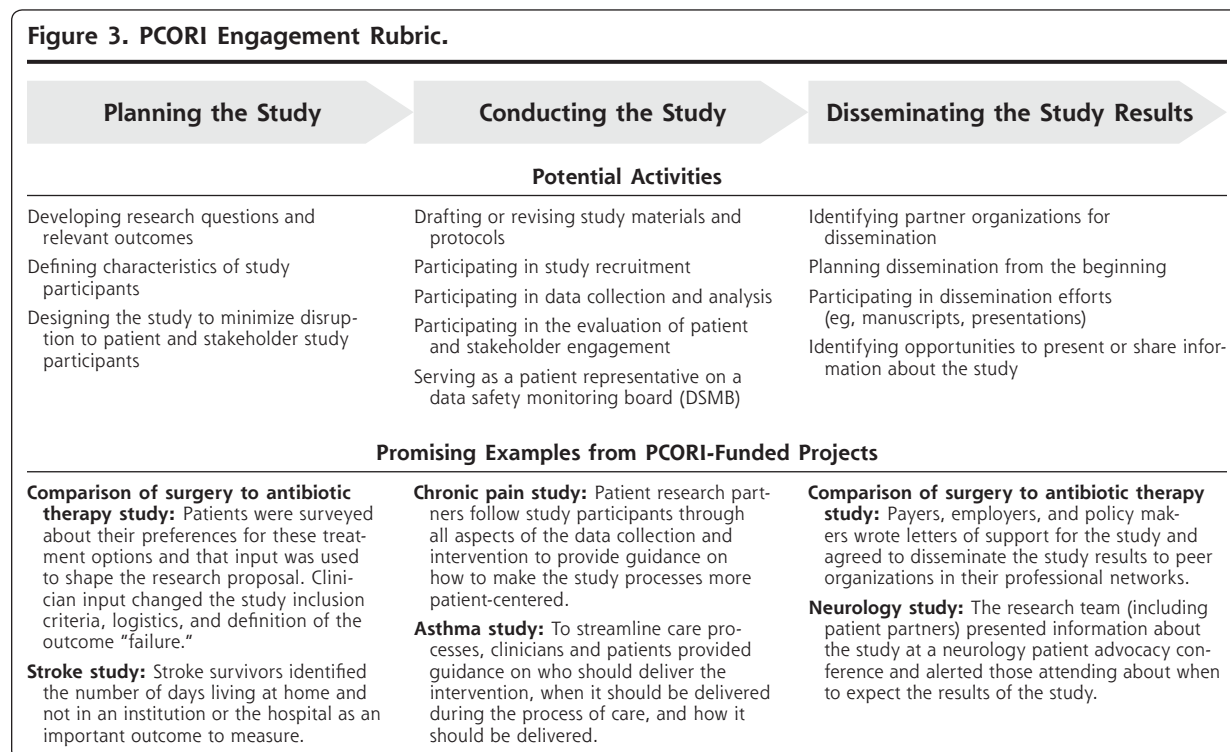 Figure 3. PCORI Engagement Rubric.
Planning the Study
Conducting the Study
Disseminating the Study Results
Potential Activities
Developing research questions and
relevant outcomes
Defining characteristics of study
participants
Designing the study to minimize disrup-
tion to patient and stakeholder study
participants
Drafting or revising study materials and
protocols
Participating in study recruitment
Participating in data collection and analysis
Participating in the evaluation of patient
and stakeholder engagement
Serving as a patient representative on a
data safety monitoring board (DSMB)
Identifying partner organizations for
dissemination
Planning dissemination from the beginning
Participating in dissemination efforts
(eg, manuscripts, presentations)
Identifying opportunities to present or share infor-
mation about the study
Promising Examples from PCORI-Funded Projects
Comparison of surgery to antibiotic
therapy study: Patients were surveyed
about their preferences for these treat-
ment options and that input was used
to shape the research proposal. Clini-
cian input changed the study inclusion
criteria, logistics, and definition of the
outcome "failure."
Stroke study: Stroke survivors identified
the number of days living at home and
not in an institution or the hospital as an
important outcome to measure.
Chronic pain study: Patient research part-
ners follow study participants through
all aspects of the data collection and
intervention to provide guidance on
how to make the study processes more
patient-centered.
Asthma study: To streamline care pro-
cesses, clinicians and patients provided
guidance on who should deliver the
intervention, when it should be delivered
during the process of care, and how it
should be delivered.
Comparison of surgery to antibiotic therapy
study: Payers, employers, and policy mak-
ers wrote letters of support for the study and
agreed to disseminate the study results to peer
organizations in their professional networks.
Neurology study: The research team (including
patient partners) presented information about
the study at a neurology patient advocacy con-
ference and alerted those attending about when
to expect the results of the study.